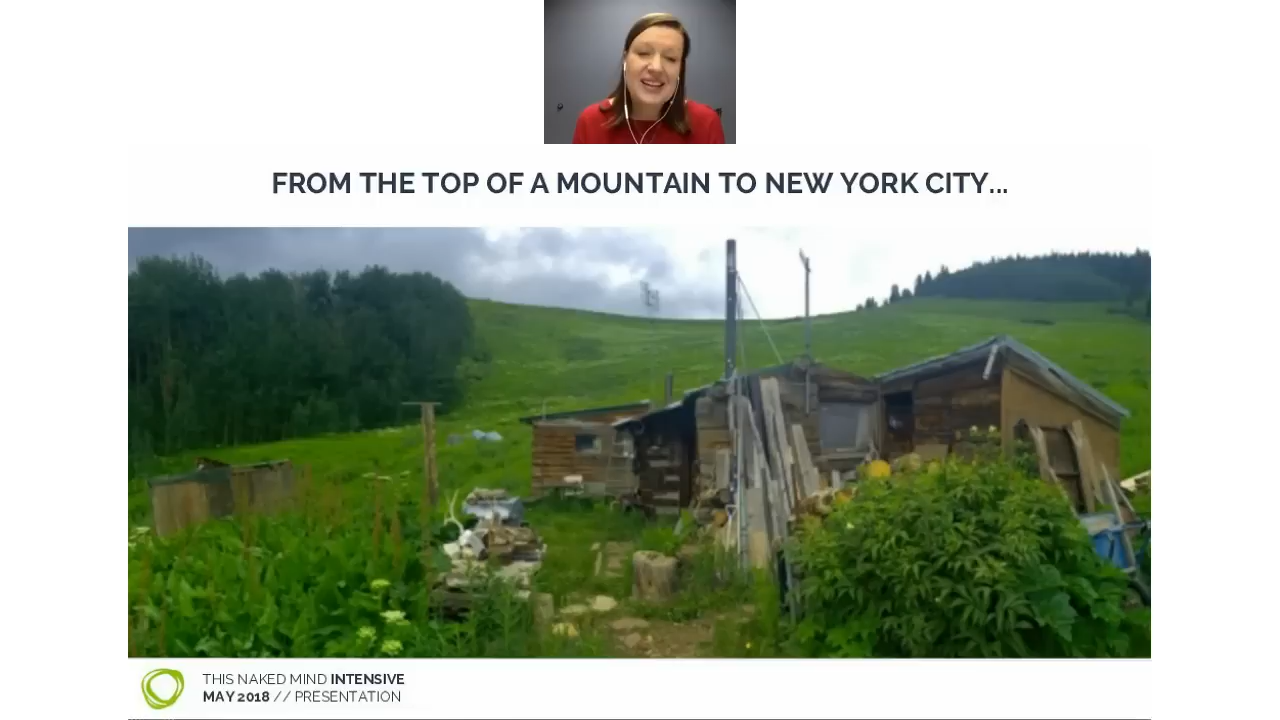 FROM THE TOP OF A MOUNTAIN TO NEW YORK CITY...
THIS NAKED MIND INTENSIVE
MAY 2018 // PRESENTATION